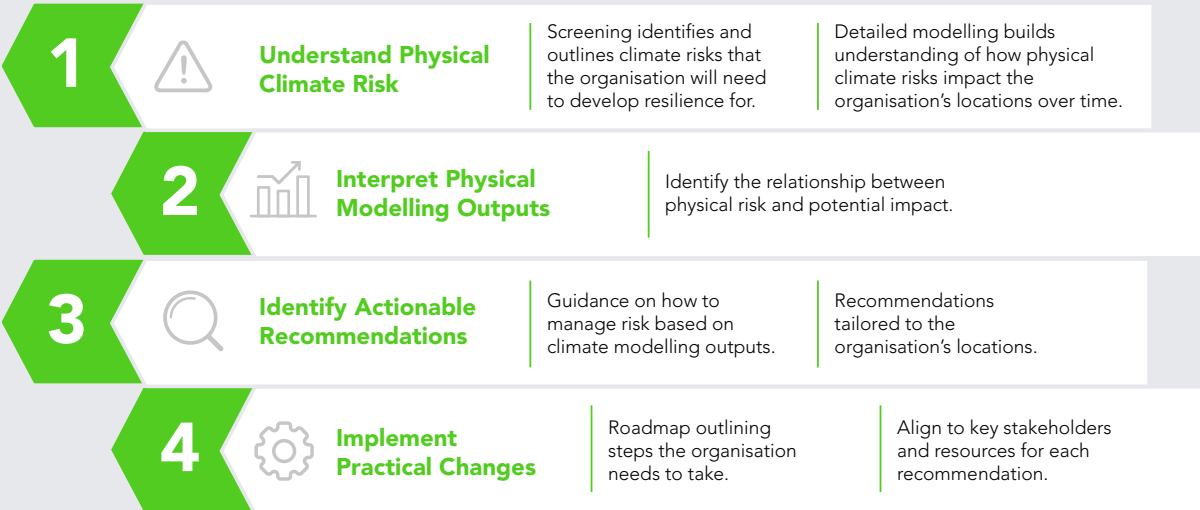 1
Understand Physical
Climate Risk
Screening identifies and
outlines climate risks that
the organisation will need
to develop resilience for.
Detailed modelling builds
understanding of how physical
climate risks impact the
organisation's locations over time.
2
Interpret Physical
Modelling Outputs
Identify the relationship between
physical risk and potential impact.
3
Identify Actionable
Recommendations
Guidance on how to
manage risk based on
climate modelling outputs.
Recommendations
tailored to the
organisation's locations.
4
Implement
Practical Changes
Roadmap outlining
steps the organisation
needs to take.
Align to key stakeholders
and resources for each
recommendation.